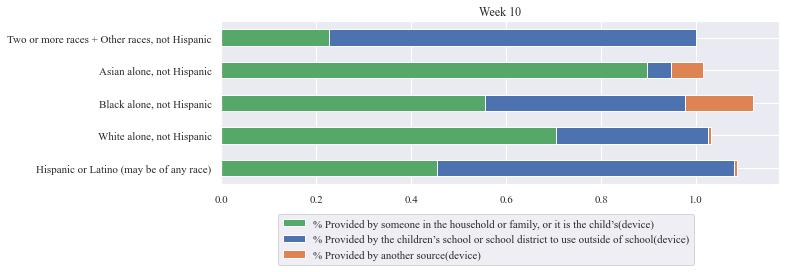 Week 10
Two or more races + Other races, not Hispanic
Asian alone, not Hispanic
Black alone, not Hispanic
White alone, not Hispanic
Hispanic or Latino (may be of any race)
0.0 0.2 0.4 0.6 0.8 1.0
% Provided by someone in the household or family, or it is the child’s(device)
% Provided by the children’s school or school district to use outside of school(device)
% Provided by another source(device)